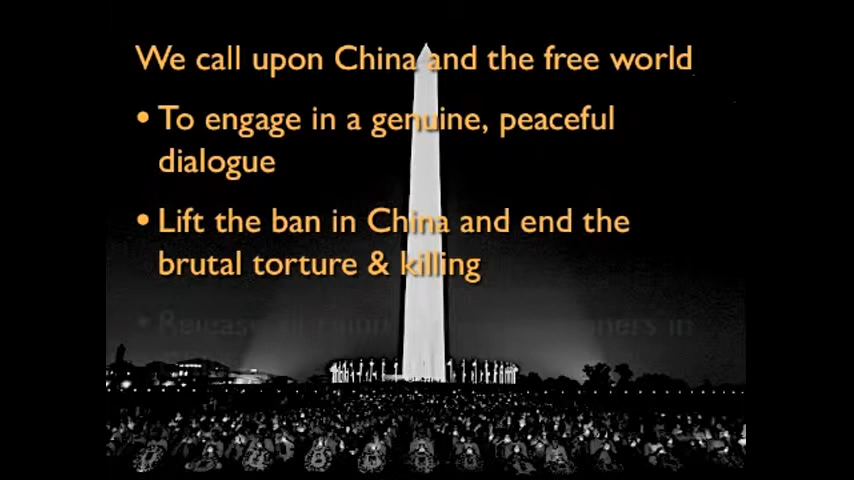 We call upon China and the free world
• To engage in a genuine, peaceful
dialogue
• Lift the ban in China and end the
brutal torture & killing
in